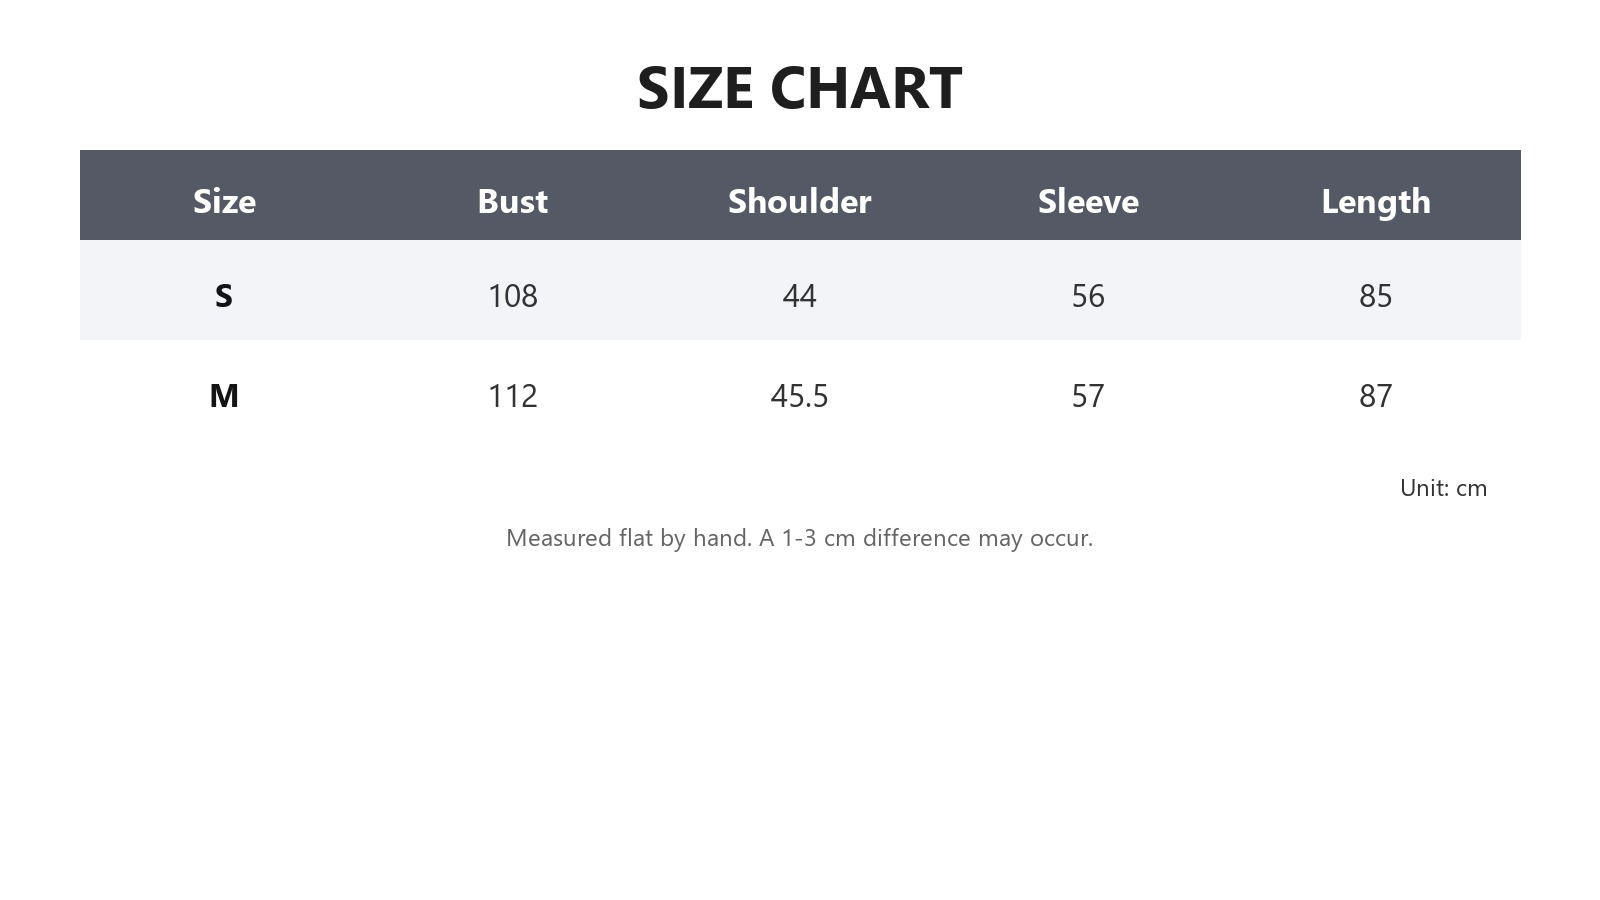 SIZE CHART
Size Bust Shoulder Sleeve Length
S 108 44 56 85
M 112 45.5 57 87
Unit: cm
Measured flat by hand. A 1-3 cm difference may occur.